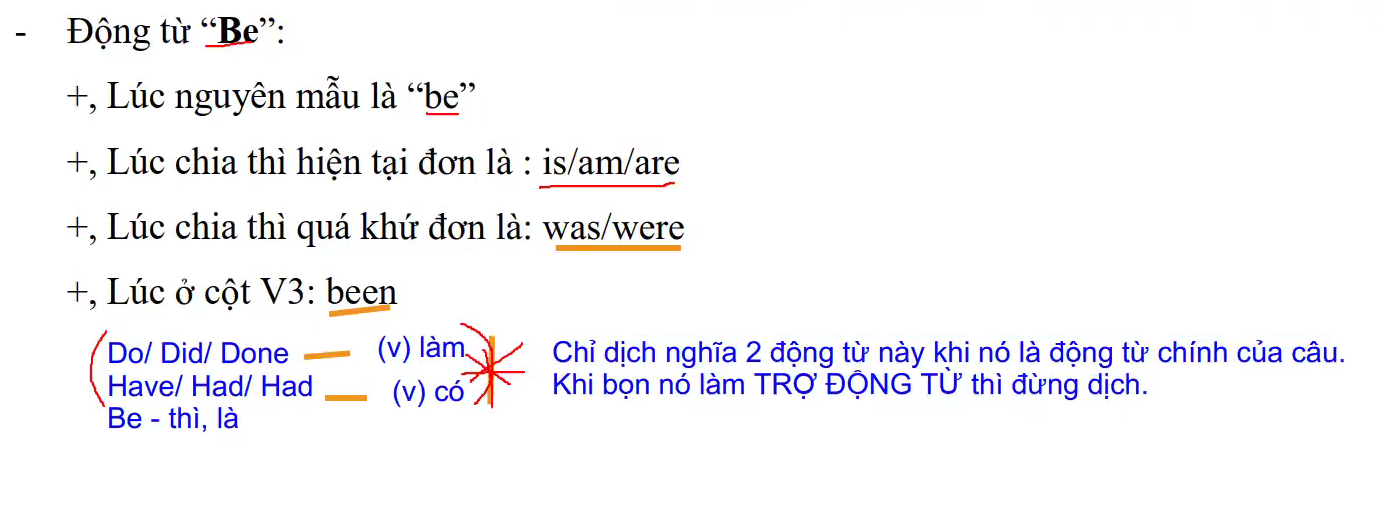 - Động từ “Be”:
+, Lúc nguyên mẫu là “be”
+, Lúc chia thì hiện tại đơn là : is/am/are
+, Lúc chia thì quá khứ đơn là: was/were
+, Lúc ở cột V3: been
Do/ Did/ Done (v) làm
Have/ Had/ Had (v) có
Be - thì, là
Chỉ dịch nghĩa 2 động từ này khi nó là động từ chính của câu.
Khi bọn nó làm TRỢ ĐỘNG TỪ thì đừng dịch.